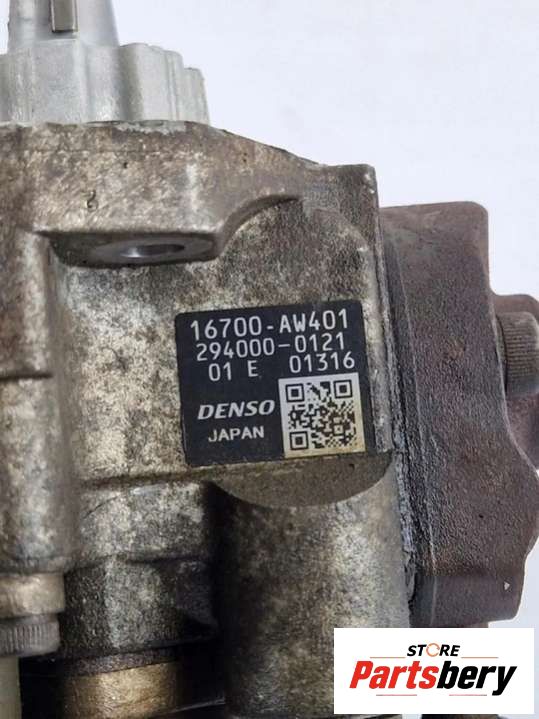 16700-AW401
294000-0121
01 E 01316
DENSO
JAPAN
STORE
Partsbery